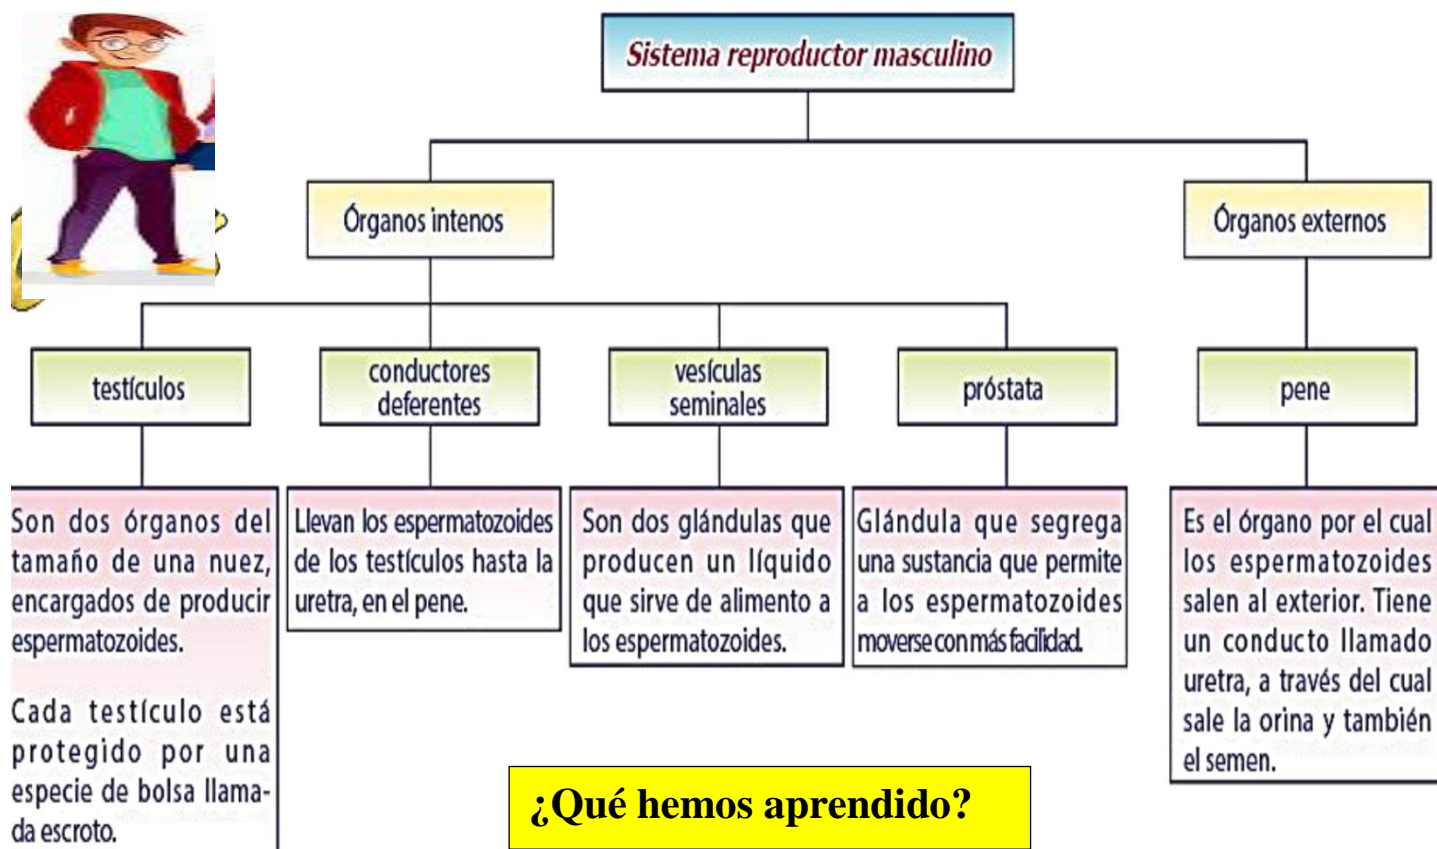 Sistema reproductor masculino
Órganos intenos
Órganos externos
testículos
conductores
deferentes
vesículas
seminales
próstata
pene
Son dos órganos del
tamaño de una nuez,
encargados de producir
espermatozoides.
Cada testículo está
protegido por una
especie de bolsa llama-
da escroto.
Llevan los espermatozoides
de los testículos hasta la
uretra, en el pene.
Son dos glándulas que
producen un líquido
que sirve de alimento a
los espermatozoides.
Glándula que segrega
una sustancia que permite
a los espermatozoides
moverse con más facilidad.
Es el órgano por el cual
los espermatozoides
salen al exterior. Tiene
un conducto llamado
uretra, a través del cual
sale la orina y también
el semen.
¿Qué hemos aprendido?